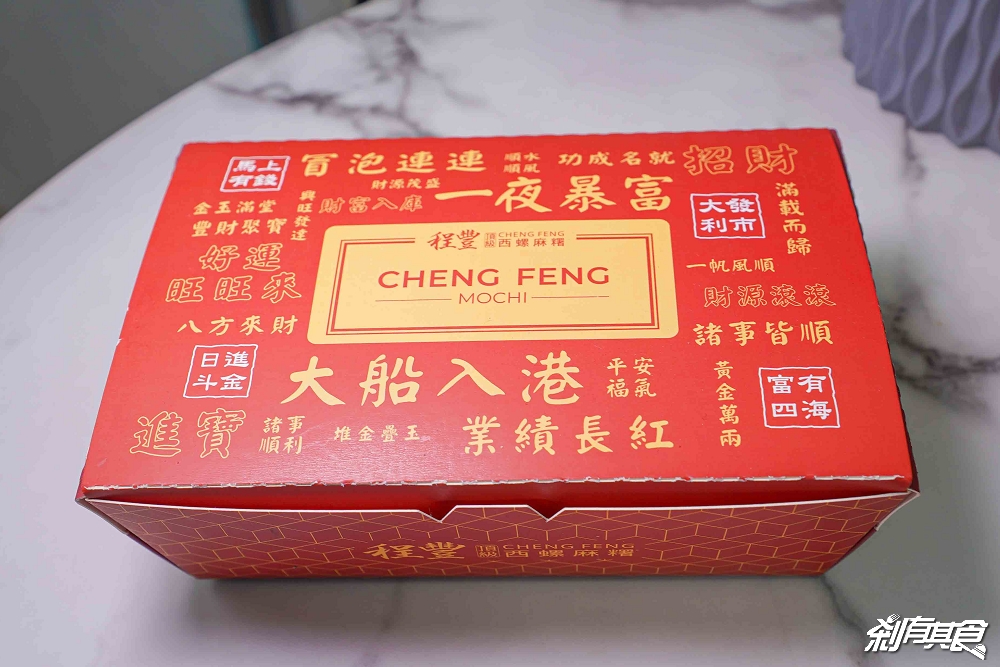 馬上有錢
冒泡連連
順水順風
功成名就
招財
財源茂盛
一夜暴富
財富入庫
興旺發達
金玉滿堂
豐財聚寶
大利發市
滿載而歸
好運
旺旺來
程豐 頂級 CHENG FENG 西螺麻糬
CHENG FENG
MOCHI
一帆風順
財源滾滾
八方來財
諸事皆順
日進斗金
大船入港
平安福氣
黃金萬兩
富有四海
進寶
諸事順利
堆金疊玉
業績長紅
程豐 頂級 CHENG FENG 西螺麻糬
剎有其食